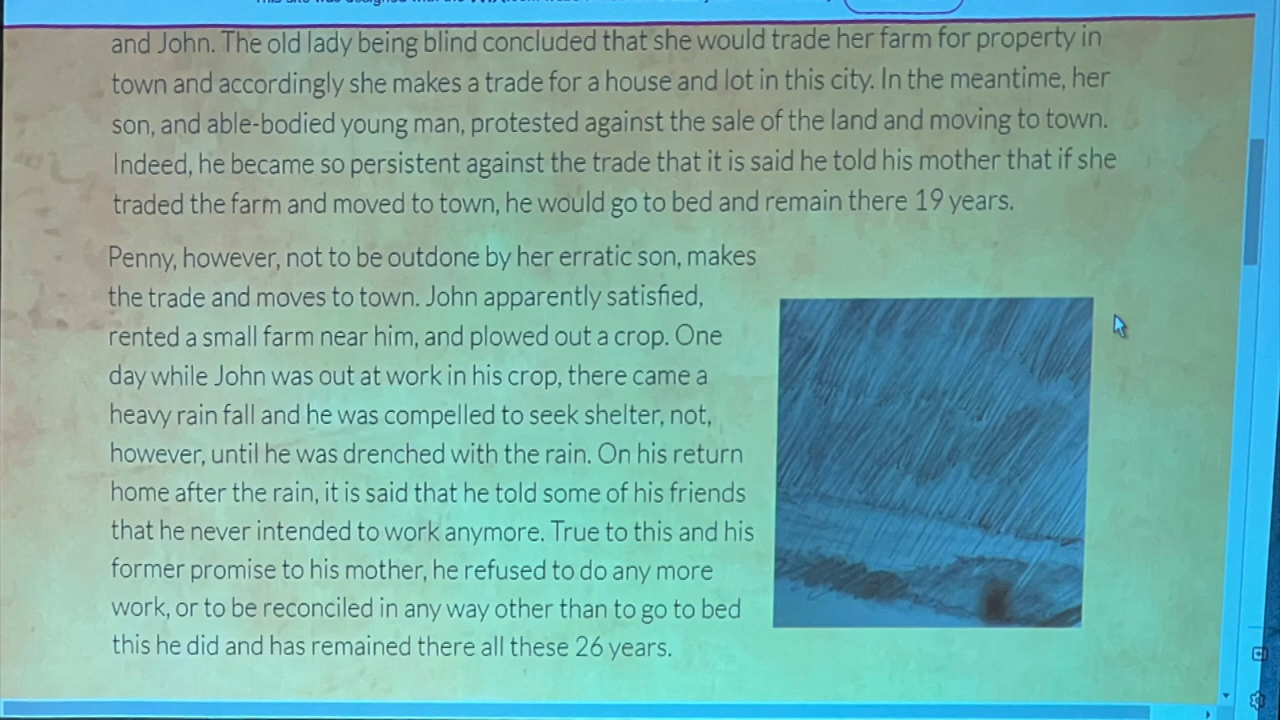 and John. The old lady being blind concluded that she would trade her farm for property in
town and accordingly she makes a trade for a house and lot in this city. In the meantime, her
son, and able-bodied young man, protested against the sale of the land and moving to town.
Indeed, he became so persistent against the trade that it is said he told his mother that if she
traded the farm and moved to town, he would go to bed and remain there 19 years.
Penny, however, not to be outdone by her erratic son, makes
the trade and moves to town. John apparently satisfied,
rented a small farm near him, and plowed out a crop. One
day while John was out at work in his crop, there came a
heavy rain fall and he was compelled to seek shelter, not,
however, until he was drenched with the rain. On his return
home after the rain, it is said that he told some of his friends
that he never intended to work anymore. True to this and his
former promise to his mother, he refused to do any more
work, or to be reconciled in any way other than to go to bed
this he did and has remained there all these 26 years.